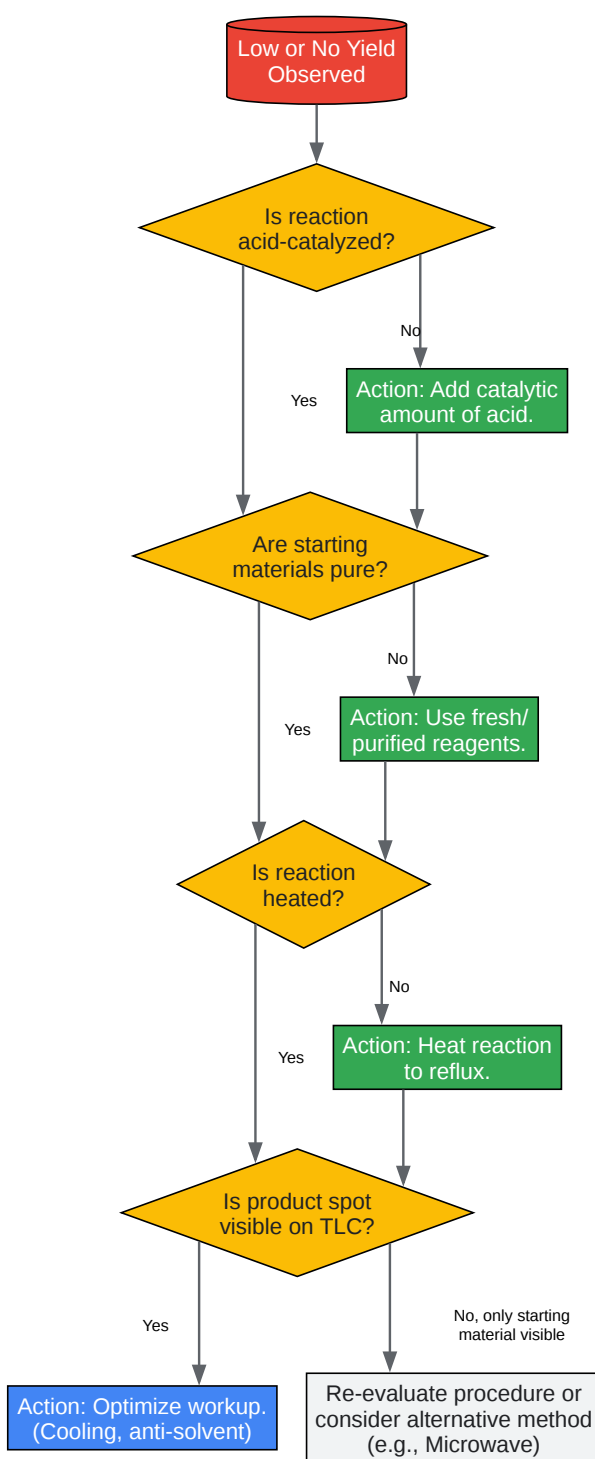 Low or No Yield
Observed
Is reaction
acid-catalyzed?
No
Yes
Action: Add catalytic
amount of acid.
Are starting
materials pure?
No
Yes
Action: Use fresh/
purified reagents.
Is reaction
heated?
No
Yes
Action: Heat reaction
to reflux.
Is product spot
visible on TLC?
Yes
No, only starting
material visible
Action: Optimize workup.
(Cooling, anti-solvent)
Re-evaluate procedure or
consider alternative method
(e.g., Microwave)